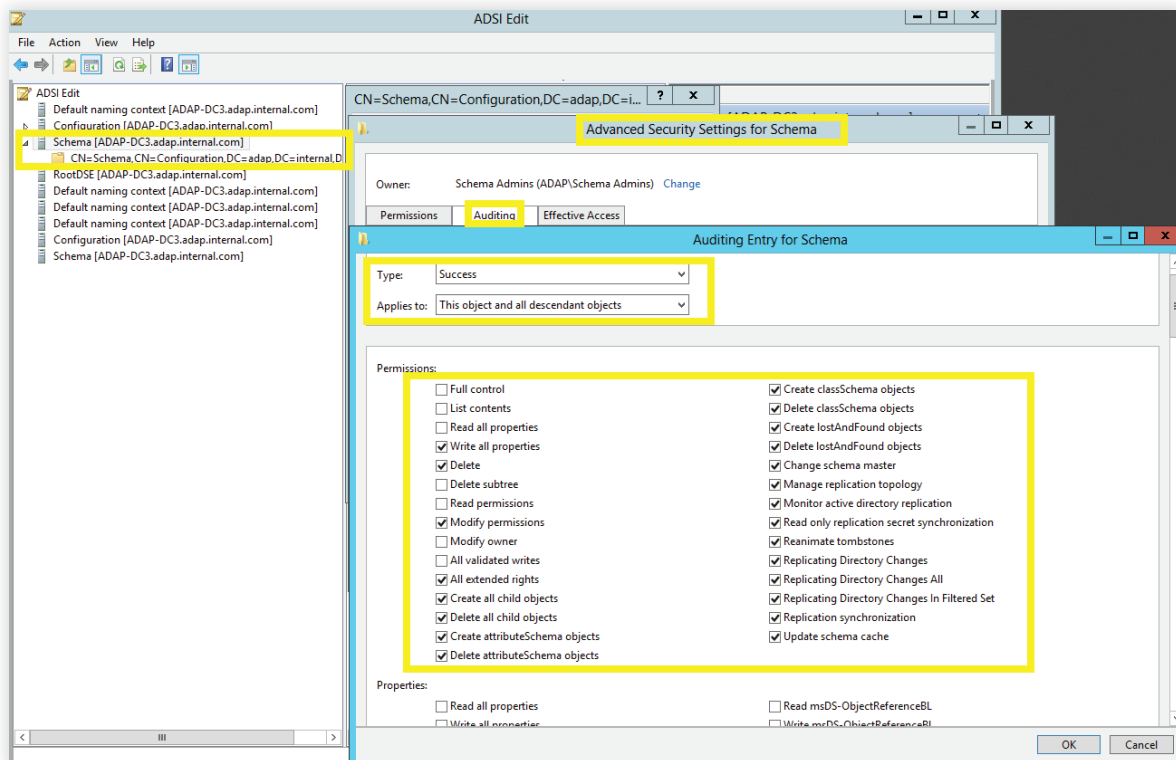 ADSI Edit
File Action View Help
ADSI Edit
Default naming context [ADAP-DC3.adap.internal.com]
Configuration [ADAP-DC3.adap.internal.com]
Schema [ADAP-DC3.adap.internal.com]
CN=Schema,CN=Configuration,DC=adap,DC=internal,D
RootDSE [ADAP-DC3.adap.internal.com]
Default naming context [ADAP-DC3.adap.internal.com]
Default naming context [ADAP-DC3.adap.internal.com]
Default naming context [ADAP-DC3.adap.internal.com]
Configuration [ADAP-DC3.adap.internal.com]
Schema [ADAP-DC3.adap.internal.com]
CN=Schema,CN=Configuration,DC=adap,DC=i... ? X
Advanced Security Settings for Schema
Owner: Schema Admins (ADAP\Schema Admins) Change
Permissions Auditing Effective Access
Auditing Entry for Schema
Type: Success
Applies to: This object and all descendant objects
Permissions:
Full control
List contents
Read all properties
Write all properties
Delete
Delete subtree
Read permissions
Modify permissions
Modify owner
All validated writes
All extended rights
Create all child objects
Delete all child objects
Create attributeSchema objects
Delete attributeSchema objects
Create classSchema objects
Delete classSchema objects
Create lostAndFound objects
Delete lostAndFound objects
Change schema master
Manage replication topology
Monitor active directory replication
Read only replication secret synchronization
Reanimate tombstones
Replicating Directory Changes
Replicating Directory Changes All
Replicating Directory Changes In Filtered Set
Replication synchronization
Update schema cache
Properties:
Read all properties
Write all properties
Read msDS-ObjectReferenceBL
Write msDS-ObjectReferenceBL
OK Cancel